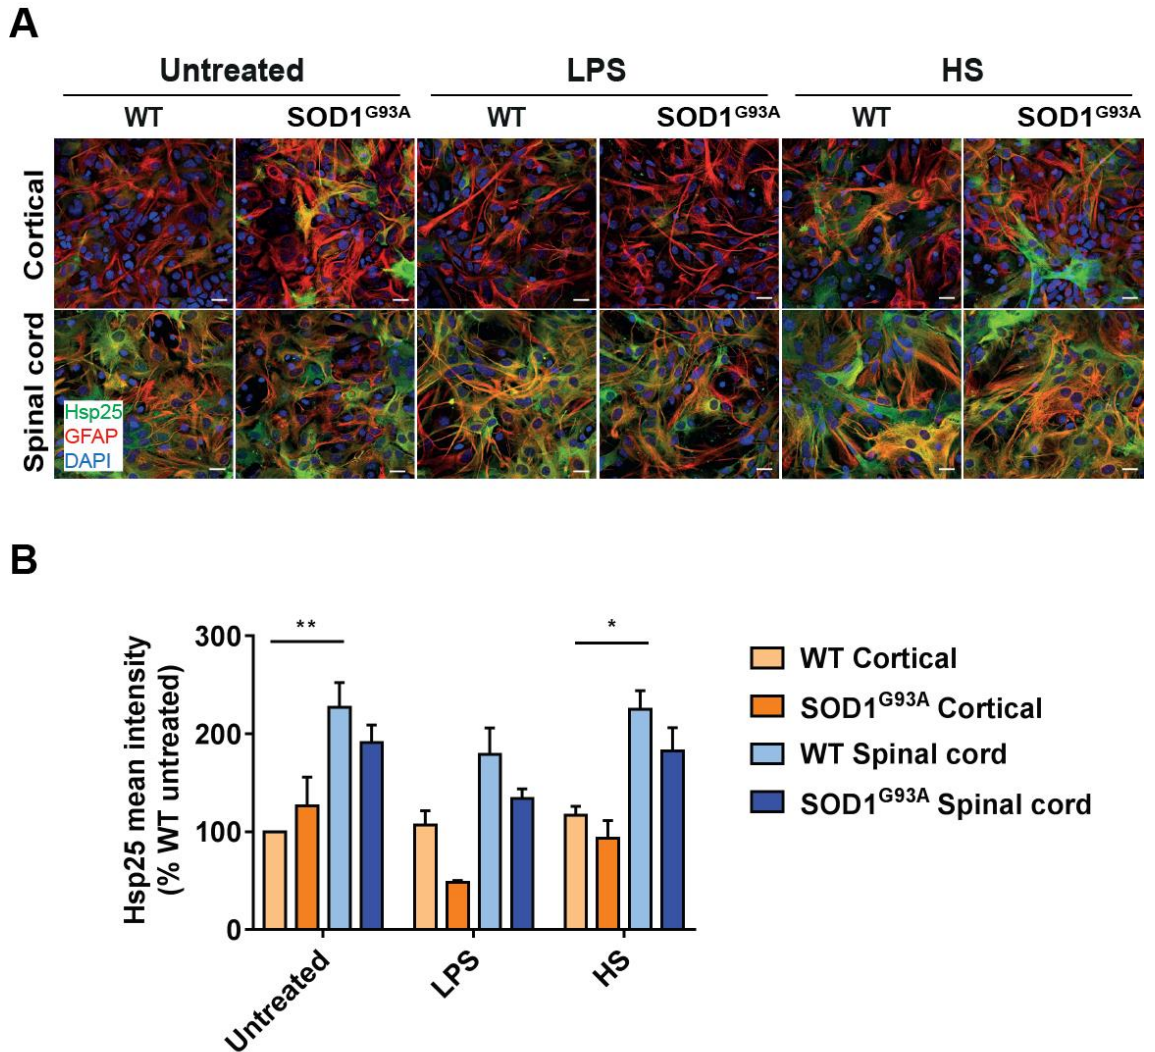 A
Untreated LPS HS
WT SOD1G93A WT SOD1G93A WT SOD1G93A
Cortical
Spinal cord
Hsp25
GFAP
DAPI
B
Hsp25 mean intensity
(% WT untreated)
300
200
100
0
**
*
Untreated
LPS
HS
WT Cortical
SOD1G93A Cortical
WT Spinal cord
SOD1G93A Spinal cord